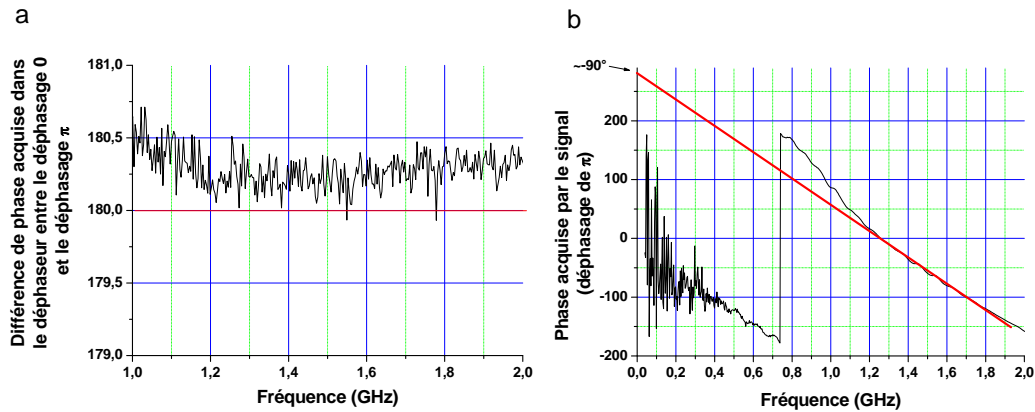 a
Différence de phase acquise dans
le déphaseur entre le déphasage 0
et le déphasage π
181,0
180,5
180,0
179,5
179,0
1,0 1,2 1,4 1,6 1,8 2,0
Fréquence (GHz)
b
~-90°
Phase acquise par le signal
(déphasage de π)
200
100
0
-100
-200
0,0 0,2 0,4 0,6 0,8 1,0 1,2 1,4 1,6 1,8 2,0
Fréquence (GHz)